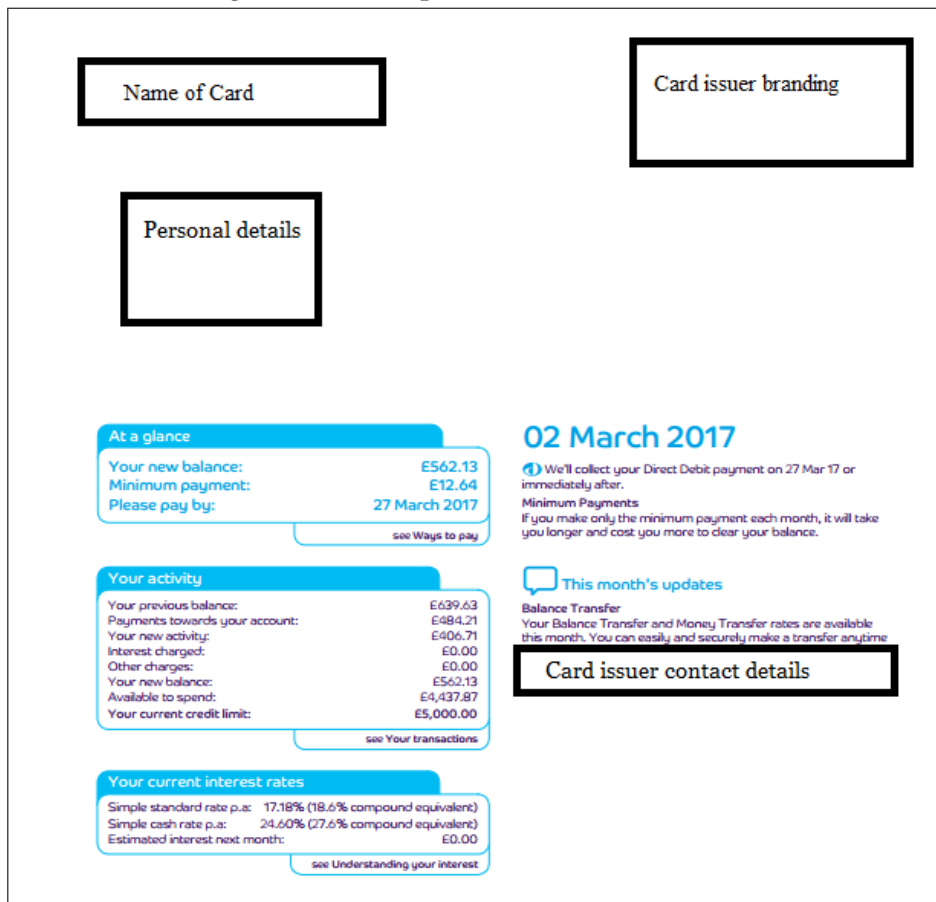 Name of Card
Card issuer branding
Personal details
At a glance
Your new balance: £562.13
Minimum payment: £12.64
Please pay by: 27 March 2017
see Ways to pay
02 March 2017
We'll collect your Direct Debit payment on 27 Mar 17 or
immediately after.
Minimum Payments
If you make only the minimum payment each month, it will take
you longer and cost you more to clear your balance.
Your activity
Your previous balance: £639.63
Payments towards your account: £484.21
Your new activity: £406.71
Interest charged: £0.00
Other charges: £0.00
Your new balance: £562.13
Available to spend: £4,437.87
Your current credit limit: £5,000.00
see Your transactions
This month's updates
Balance Transfer
Your Balance Transfer and Money Transfer rates are available
this month. You can easily and securely make a transfer anytime
Card issuer contact details
Your current interest rates
Simple standard rate p.a: 17.18% (18.6% compound equivalent)
Simple cash rate p.a: 24.60% (27.6% compound equivalent)
Estimated interest next month: £0.00
see Understanding your interest